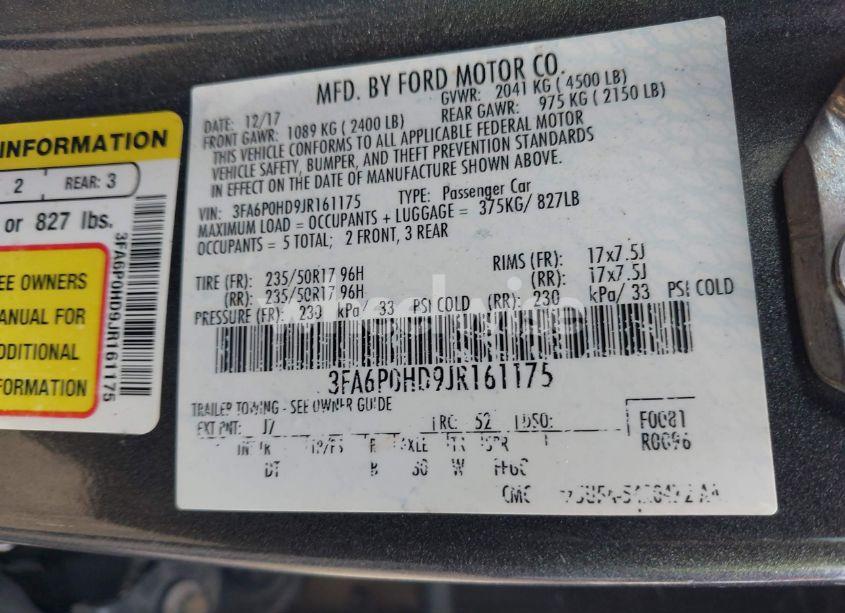 INFORMATION
2 REAR: 3
or 827 lbs.
EE OWNERS
ANUAL FOR
DDITIONAL
NFORMATION
3FA6P0HD9JR161175
MFD. BY FORD MOTOR CO.
DATE: 12/17 GVWR: 2041 KG ( 4500 LB)
FRONT GAWR: 1089 KG ( 2400 LB) REAR GAWR: 975 KG ( 2150 LB)
THIS VEHICLE CONFORMS TO ALL APPLICABLE FEDERAL MOTOR
VEHICLE SAFETY, BUMPER, AND THEFT PREVENTION STANDARDS
IN EFFECT ON THE DATE OF MANUFACTURE SHOWN ABOVE.
VIN: 3FA6P0HD9JR161175 TYPE: Passenger Car
MAXIMUM LOAD = OCCUPANTS + LUGGAGE = 375KG/ 827LB
OCCUPANTS = 5 TOTAL; 2 FRONT, 3 REAR
TIRE (FR): 235/50R17 96H RIMS (FR): 17x7.5J
(RR): 235/50R17 96H (RR): 17x7.5J
PRESSURE (FR): 230 kPa/ 33 PSI COLD (RR): 230 kPa/ 33 PSI COLD
3FA6P0HD9JR161175
TRAILER TOWING - SEE OWNER GUIDE
EXT PNT: J7 RC: 52 DSO: F0081
R0096